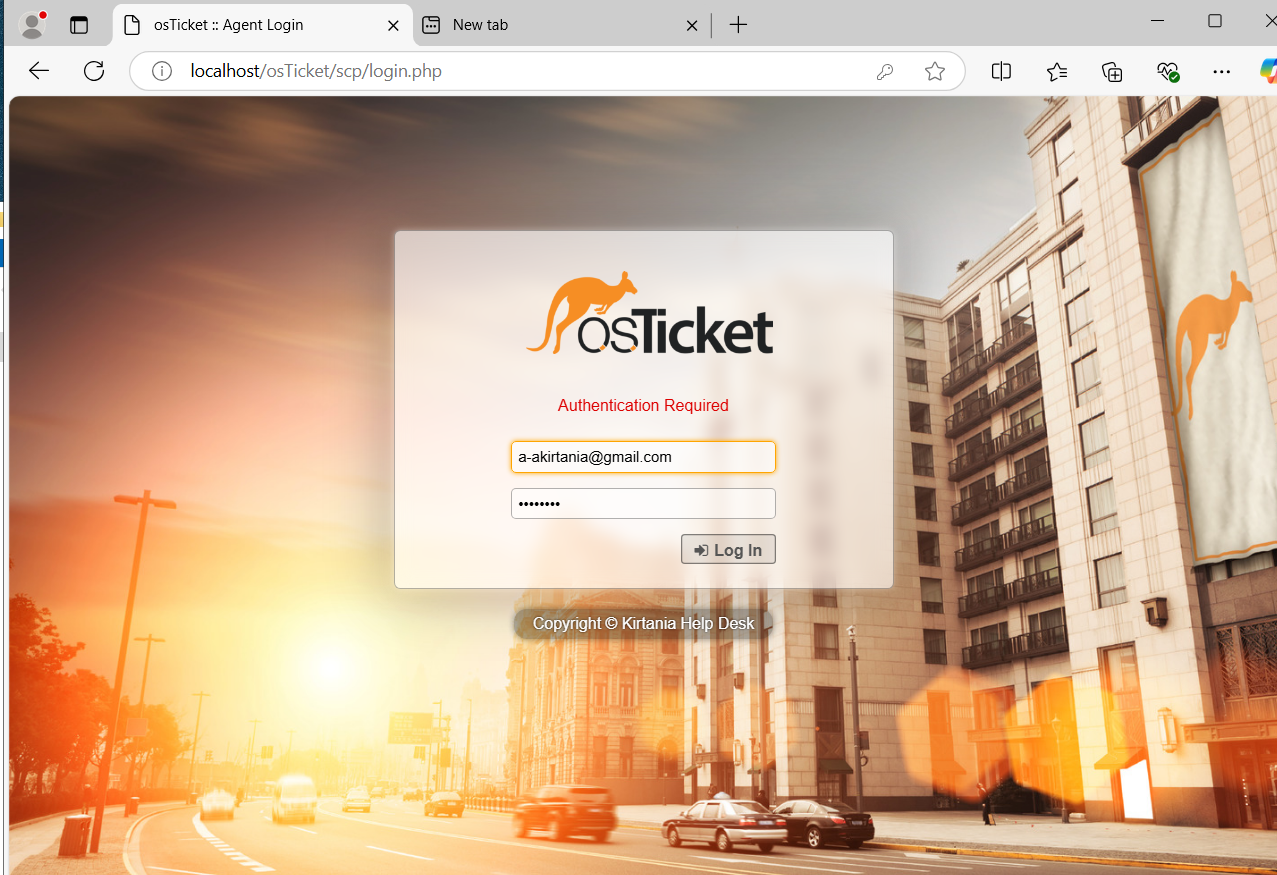 osTicket :: Agent Login
New tab
localhost/osTicket/scp/login.php
osTicket
Authentication Required
a-akirtania@gmail.com
••••••••
Log In
Copyright © Kirtania Help Desk